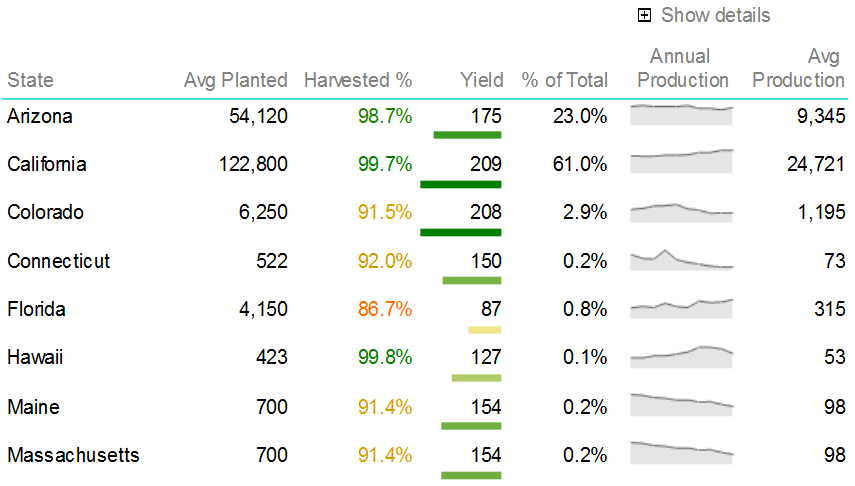 Show details
State Avg Planted Harvested % Yield % of Total Annual Production Avg Production
Arizona 54,120 98.7% 175 23.0% 9,345
California 122,800 99.7% 209 61.0% 24,721
Colorado 6,250 91.5% 208 2.9% 1,195
Connecticut 522 92.0% 150 0.2% 73
Florida 4,150 86.7% 87 0.8% 315
Hawaii 423 99.8% 127 0.1% 53
Maine 700 91.4% 154 0.2% 98
Massachusetts 700 91.4% 154 0.2% 98